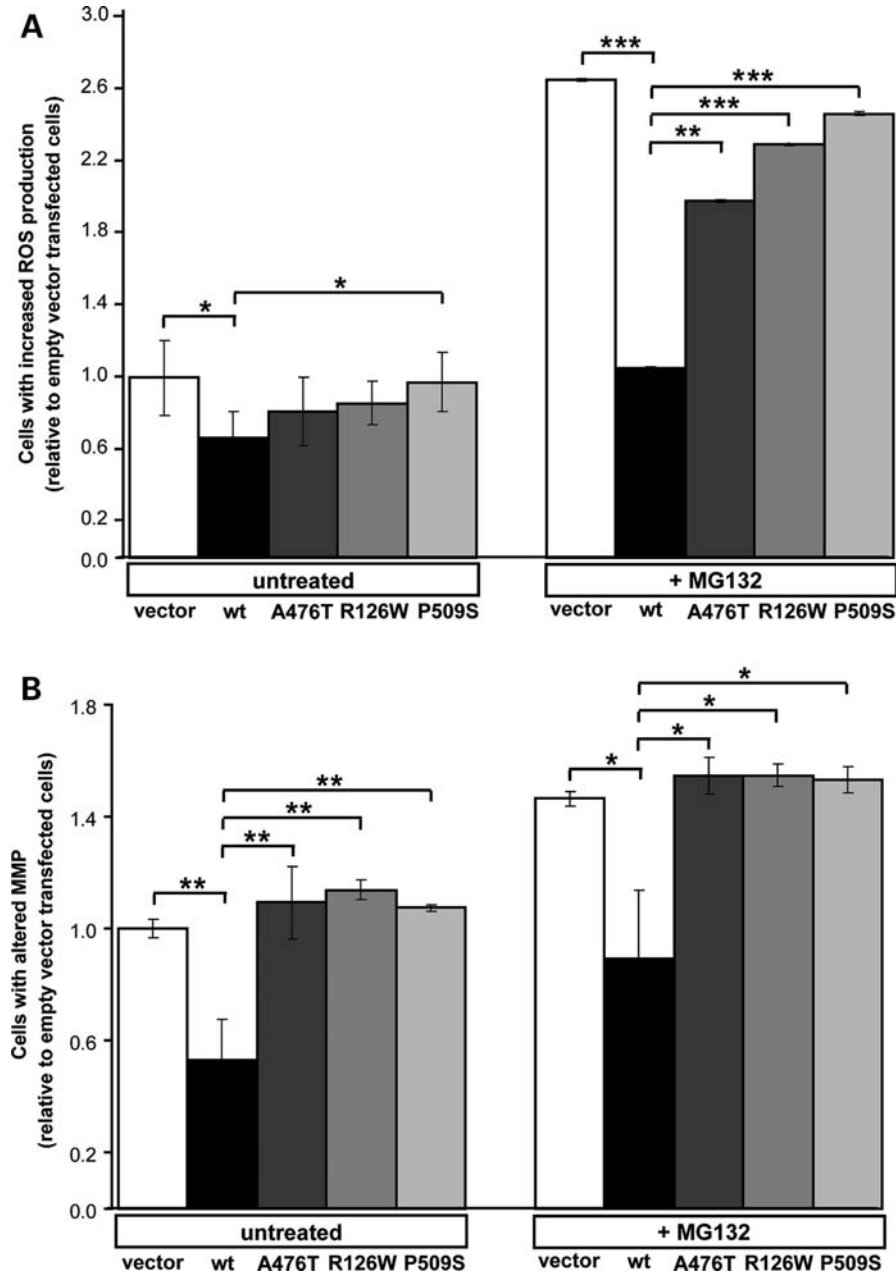 A
Cells with increased ROS production
(relative to empty vector transfected cells)
3.0
2.6
2.2
1.8
1.4
1.0
0.6
0.2
0.0
*
*
***
***
***
**
untreated
+ MG132
vector wt A476T R126W P509S
vector wt A476T R126W P509S
B
Cells with altered MMP
(relative to empty vector transfected cells)
1.8
1.4
1.0
0.6
0.2
0.0
**
**
**
**
*
*
*
*
untreated
+ MG132
vector wt A476T R126W P509S
vector wt A476T R126W P509S